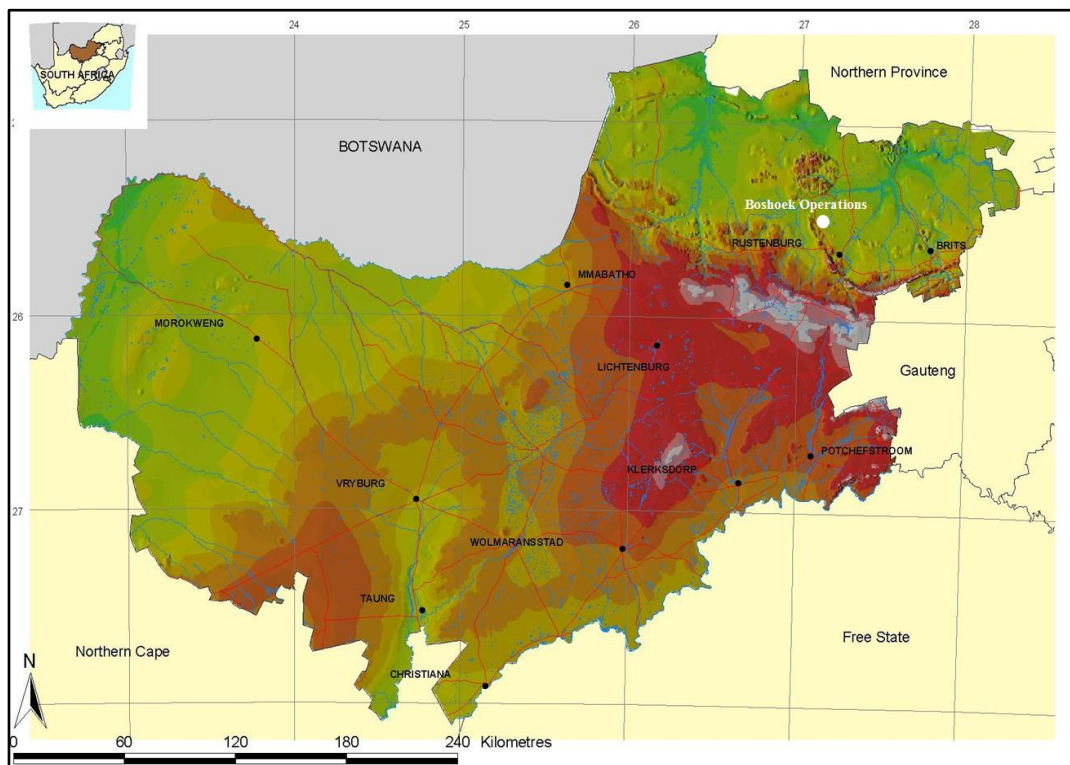 24 25 26 27 28
SOUTH AFRICA
Northern Province
BOTSWANA
Boshoek Operations
RUSTENBURG
BRITS
MMABATHO
26
MOROKWENG
LICHTENBURG
Gauteng
POTCHEFSTROOM
KLERKSDORP
VRYBURG
27
WOLMARANSSTAD
TAUNG
Free State
Northern Cape
N
CHRISTIANA
0 60 120 180 240 Kilometres